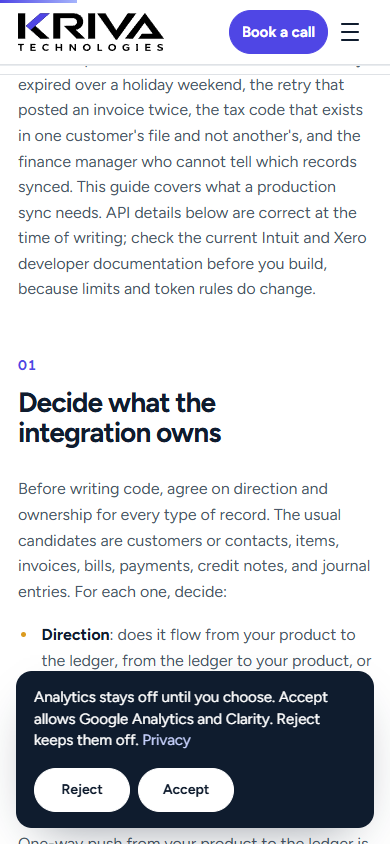 KRIVA
TECHNOLOGIES
Book a call
expired over a holiday weekend, the retry that
posted an invoice twice, the tax code that exists
in one customer's file and not another's, and the
finance manager who cannot tell which records
synced. This guide covers what a production
sync needs. API details below are correct at the
time of writing; check the current Intuit and Xero
developer documentation before you build,
because limits and token rules do change.
01
Decide what the
integration owns
Before writing code, agree on direction and
ownership for every type of record. The usual
candidates are customers or contacts, items,
invoices, bills, payments, credit notes, and journal
entries. For each one, decide:
Direction: does it flow from your product to
the ledger, from the ledger to your product, or
Analytics stays off until you choose. Accept
allows Google Analytics and Clarity. Reject
keeps them off. Privacy
Reject
Accept
One-way push from your product to the ledger is